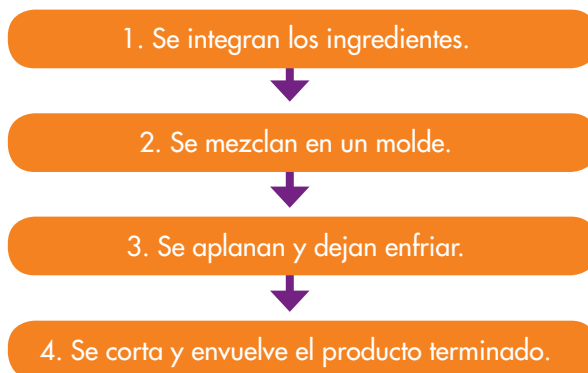 1. Se integran los ingredientes.
2. Se mezclan en un molde.
3. Se aplanan y dejan enfriar.
4. Se corta y envuelve el producto terminado.